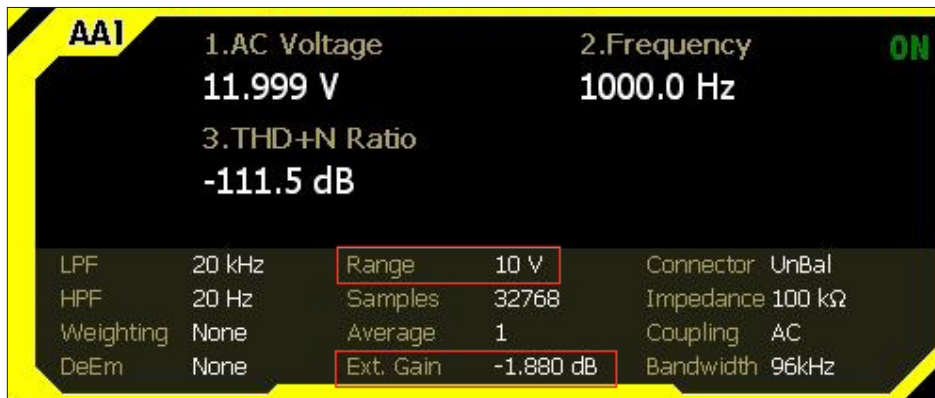 AA1
1.AC Voltage 2.Frequency ON
11.999 V 1000.0 Hz
3.THD+N Ratio
-111.5 dB
LPF 20 kHz Range 10 V Connector UnBal
HPF 20 Hz Samples 32768 Impedance 100 kΩ
Weighting None Average 1 Coupling AC
DeEm None Ext. Gain -1.880 dB Bandwidth 96kHz